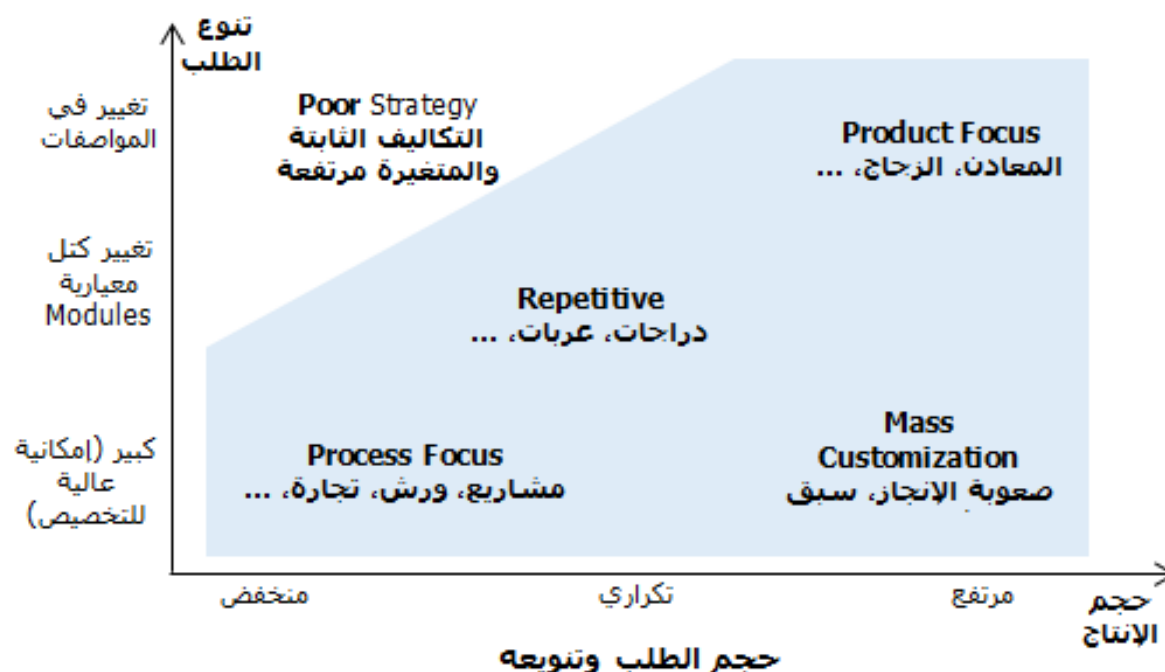 تنوع
الطلب
تغيير في
المواصفات
Poor Strategy
التكاليف الثابتة
والمتغيرة مرتفعة
Product Focus
المعادن، الزجاج، ...
تغيير كتل
معيارية
Modules
Repetitive
دراجات، عربات، ...
كبير (إمكانية
عالية
للتخصيص)
Process Focus
مشاريع، ورش، تجارة، ...
Mass
Customization
صعوبة الإنجاز، سبق
منخفض
تكراري
مرتفع
حجم
الإنتاج
حجم الطلب وتنويعه